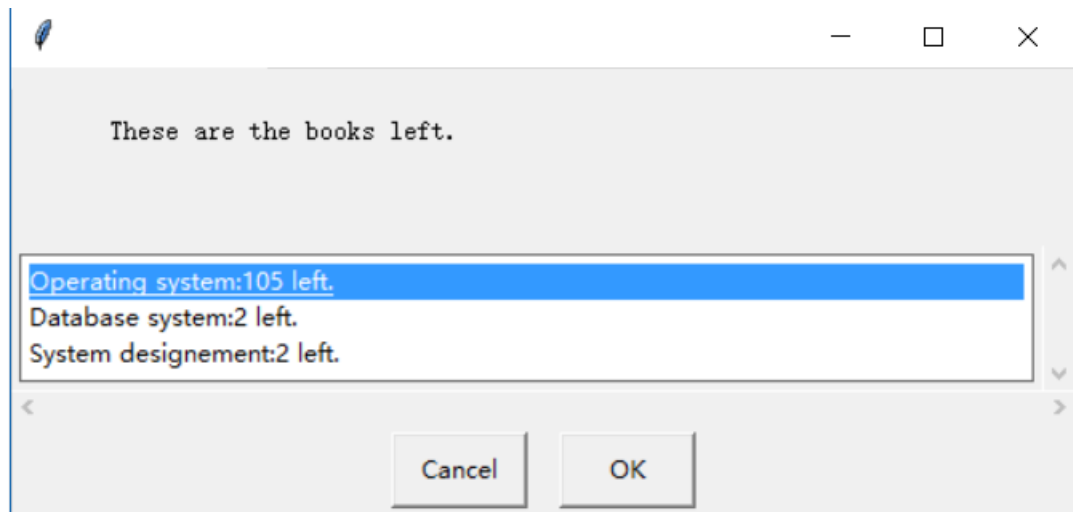 These are the books left.
Operating system:105 left.
Database system:2 left.
System designement:2 left.
Cancel
OK